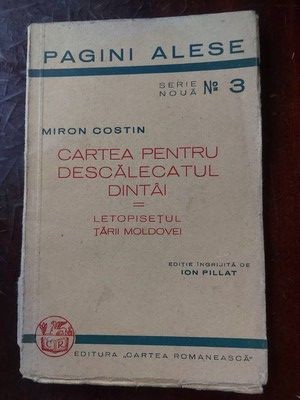 PAGINI ALESE
SERIE
NOUĂ № 3
MIRON COSTIN
CARTEA PENTRU
DESCĂLECATUL
DINTÂI
=
LETOPISEȚUL
ȚĂRII MOLDOVEI
EDIȚIE ÎNGRIJITĂ DE
ION PILLAT
CR
EDITURA „CARTEA ROMANEASCĂ"